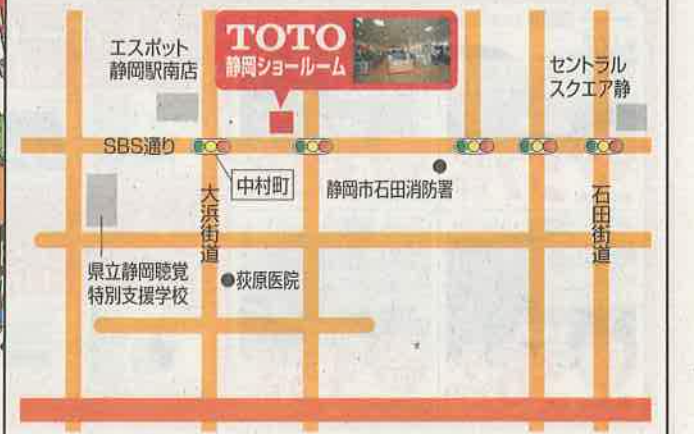 エスポット
静岡駅南店
TOTO
静岡ショールーム
セントラル
スクエア静
SBS通り
中村町
静岡市石田消防署
大浜街道
石田街道
県立静岡聴覚
特別支援学校
荻原医院